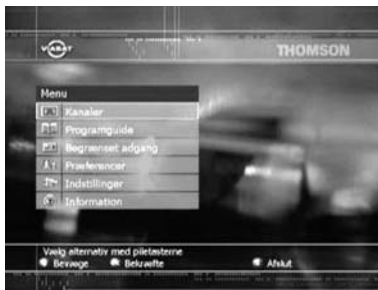 VIASAT
THOMSON
Menu
Kanaler
Programguide
Begrænset adgang
Præferencer
Indstillinger
Information
Vælg alternativ med piletasterne
Bevæge Bekræfte Afslut